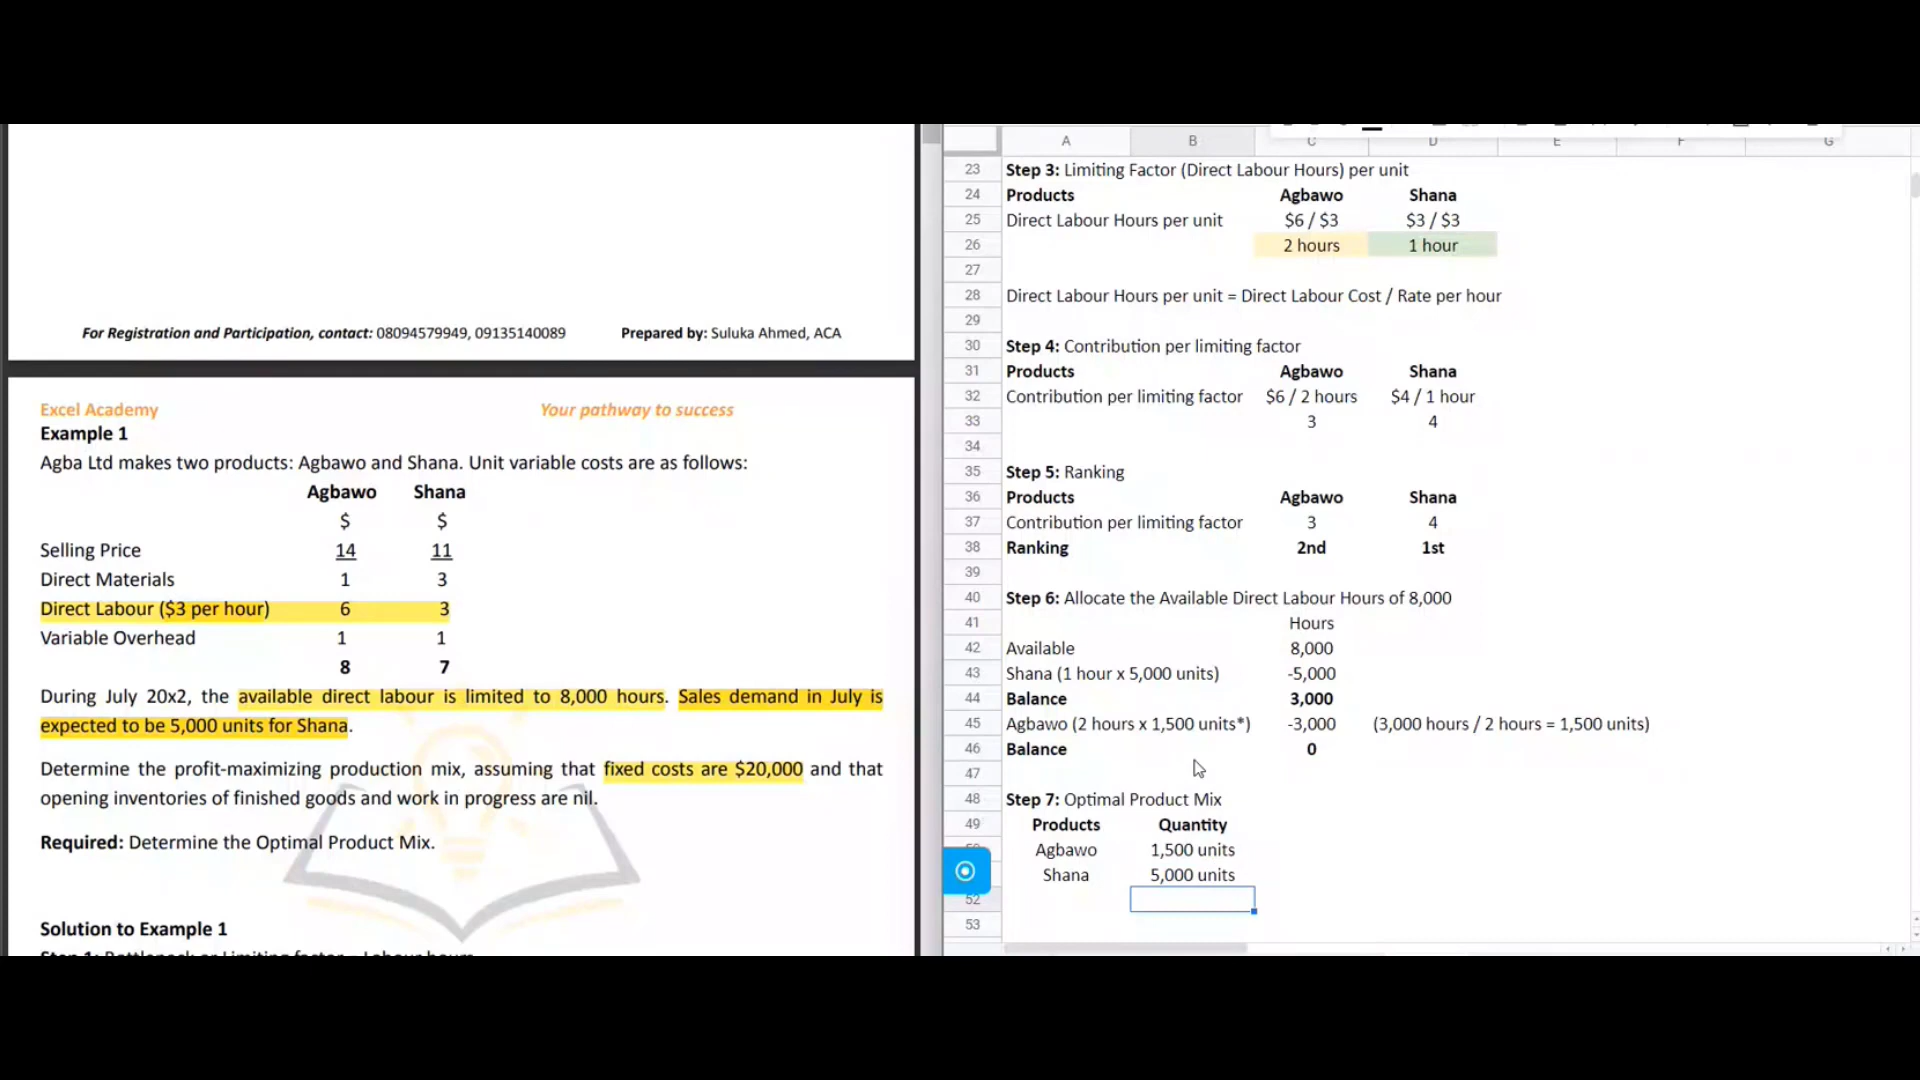 For Registration and Participation, contact: 08094579949, 09135140089 Prepared by: Suluka Ahmed, ACA
Excel Academy Your pathway to success
Example 1
Agba Ltd makes two products: Agbawo and Shana. Unit variable costs are as follows:
Agbawo Shana
$ $
Selling Price 14 11
Direct Materials 1 3
Direct Labour ($3 per hour) 6 3
Variable Overhead 1 1
8 7
During July 20x2, the available direct labour is limited to 8,000 hours. Sales demand in July is
expected to be 5,000 units for Shana.
Determine the profit-maximizing production mix, assuming that fixed costs are $20,000 and that
opening inventories of finished goods and work in progress are nil.
Required: Determine the Optimal Product Mix.
Solution to Example 1
A B C D E F G
23 Step 3: Limiting Factor (Direct Labour Hours) per unit
24 Products Agbawo Shana
25 Direct Labour Hours per unit $6 / $3 $3 / $3
26 2 hours 1 hour
27
28 Direct Labour Hours per unit = Direct Labour Cost / Rate per hour
29
30 Step 4: Contribution per limiting factor
31 Products Agbawo Shana
32 Contribution per limiting factor $6 / 2 hours $4 / 1 hour
33 3 4
34
35 Step 5: Ranking
36 Products Agbawo Shana
37 Contribution per limiting factor 3 4
38 Ranking 2nd 1st
39
40 Step 6: Allocate the Available Direct Labour Hours of 8,000
41 Hours
42 Available 8,000
43 Shana (1 hour x 5,000 units) -5,000
44 Balance 3,000
45 Agbawo (2 hours x 1,500 units*) -3,000 (3,000 hours / 2 hours = 1,500 units)
46 Balance 0
47
48 Step 7: Optimal Product Mix
49 Products Quantity
Agbawo 1,500 units
Shana 5,000 units
52
53